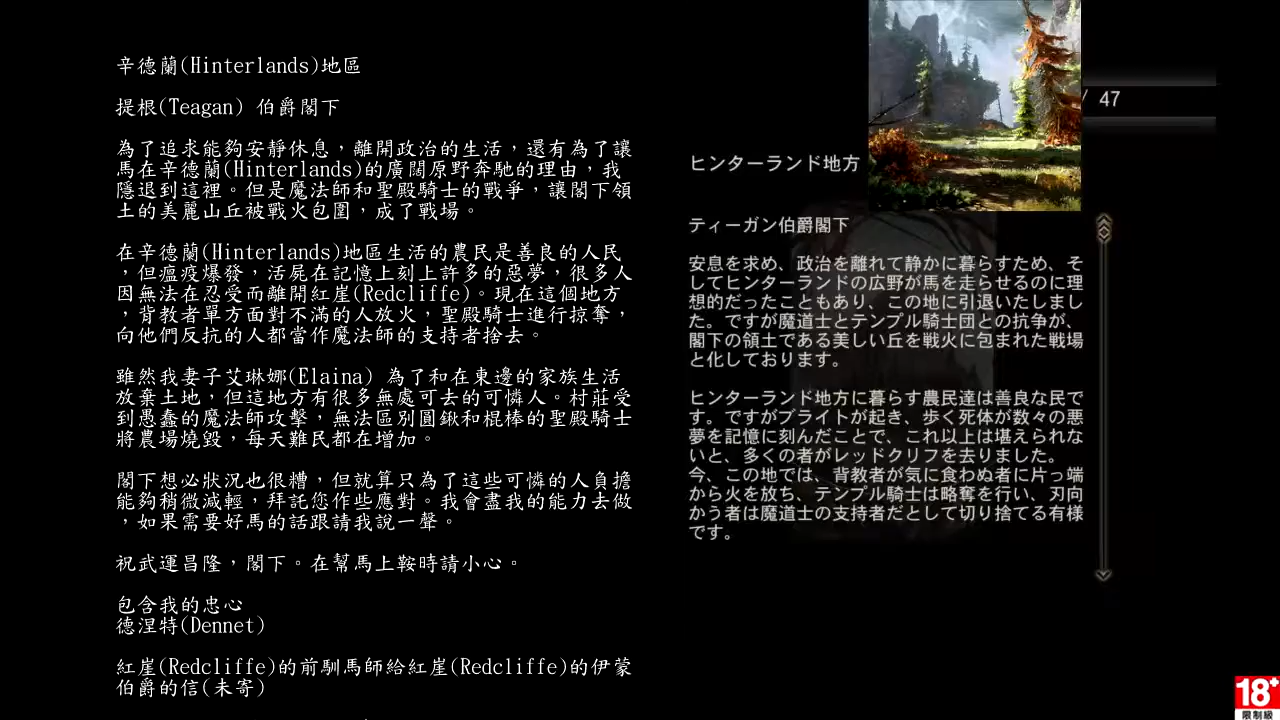 辛德蘭(Hinterlands)地區
提根(Teagan) 伯爵閣下
為了追求能夠安靜休息，離開政治的生活，還有為了讓
馬在辛德蘭(Hinterlands)的廣闊原野奔馳的理由，我
隱退到這裡。但是魔法師和聖殿騎士的戰爭，讓閣下領
土的美麗山丘被戰火包圍，成了戰場。
在辛德蘭(Hinterlands)地區生活的農民是善良的人民
，但瘟疫爆發，活屍在記憶上刻上許多的惡夢，很多人
因無法在忍受而離開紅崖(Redcliffe)。現在這個地方
，背教者單方面對不滿的人放火，聖殿騎士進行掠奪，
向他們反抗的人都當作魔法師的支持者捨去。
雖然我妻子艾琳娜(Elaina) 為了和在東邊的家族生活
放棄土地，但這地方有很多無處可去的可憐人。村莊受
到愚蠢的魔法師攻擊，無法區別圓鍬和棍棒的聖殿騎士
將農場燒毀，每天難民都在增加。
閣下想必狀況也很糟，但就算只為了這些可憐的人負擔
能夠稍微減輕，拜託您作些應對。我會盡我的能力去做
，如果需要好馬的話跟請我說一聲。
祝武運昌隆，閣下。在幫馬上鞍時請小心。
包含我的忠心
德涅特(Dennet)
紅崖(Redcliffe)的前馴馬師給紅崖(Redcliffe)的伊蒙
伯爵的信(未寄)
/ 47
ヒンターランド地方
ティーガン伯爵閣下
安息を求め、政治を離れて静かに暮らすため、そ
してヒンターランドの広野が馬を走らせるのに理
想的だったこともあり、この地に引退いたしまし
た。ですが魔道士とテンプル騎士団との抗争が、
閣下の領土である美しい丘を戦火に包まれた戦場
と化しております。
ヒンターランド地方に暮らす農民達は善良な民で
す。ですがブライトが起き、歩く死体が数々の悪
夢を記憶に刻んだことで、これ以上は堪えられな
いと、多くの者がレッドクリフを去りました。
今、この地では、背教者が気に食わぬ者に片っ端
から火を放ち、テンプル騎士は略奪を行い、刃向
かう者は魔道士の支持者だとして切り捨てる有様
です。
18+
限制級